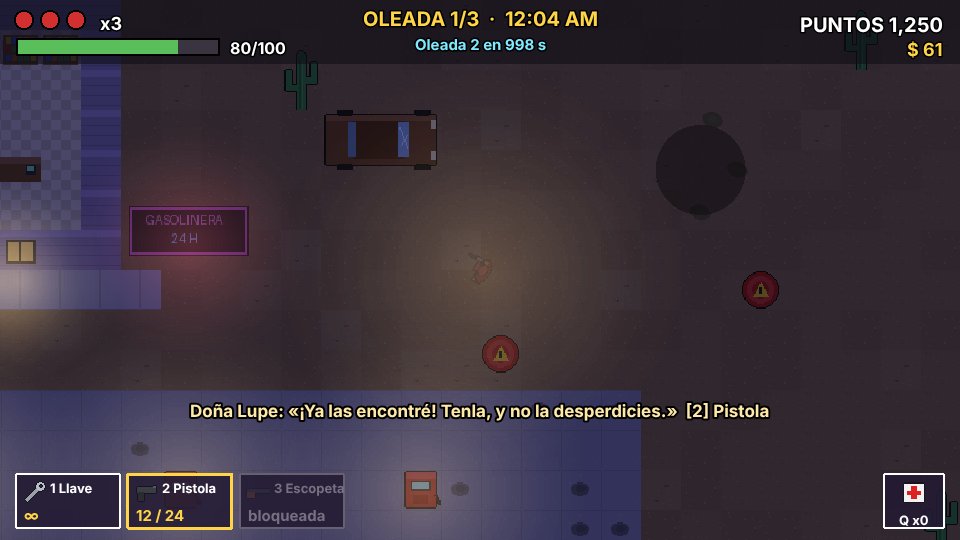 x3
80/100
OLEADA 1/3 · 12:04 AM
Oleada 2 en 998 s
PUNTOS 1,250
$ 61
GASOLINERA
24H
Doña Lupe: «¡Ya las encontré! Tenla, y no la desperdicies.» [2] Pistola
1 Llave
∞
2 Pistola
12 / 24
3 Escopeta
bloqueada
Q x0